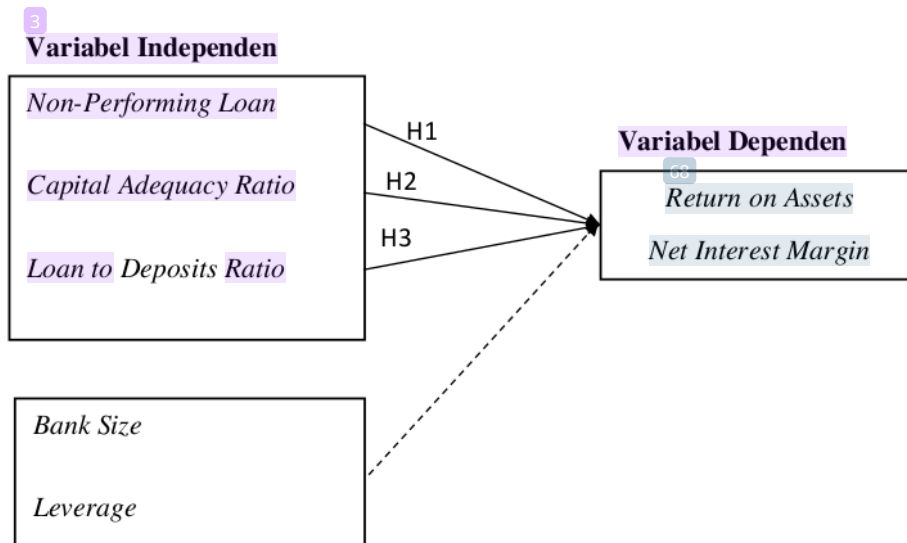 3
Variabel Independen
Non-Performing Loan
Capital Adequacy Ratio
Loan to Deposits Ratio
H1
H2
H3
Variabel Dependen
68
Return on Assets
Net Interest Margin
Bank Size
Leverage